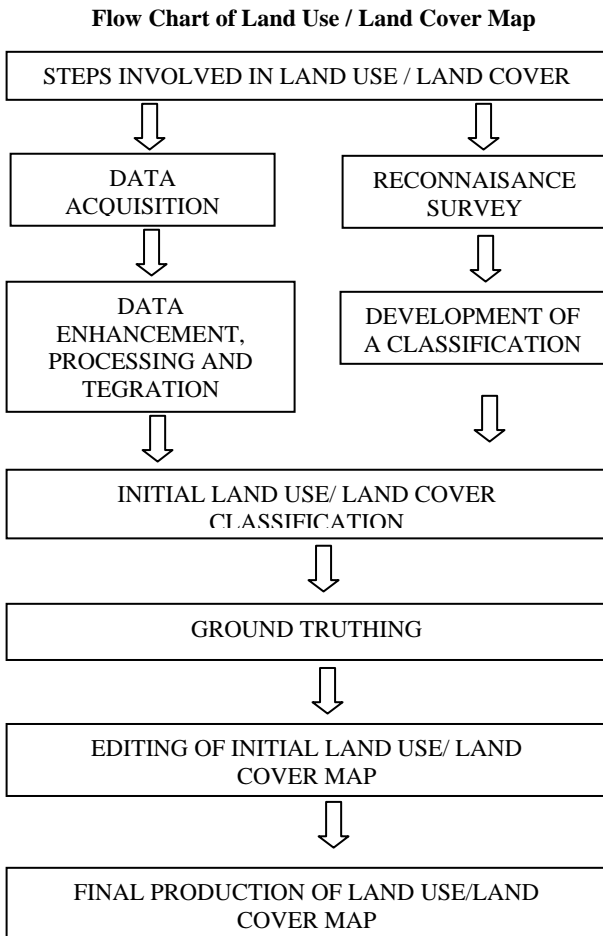 Flow Chart of Land Use / Land Cover Map
STEPS INVOLVED IN LAND USE / LAND COVER
DATA
ACQUISITION
RECONNAISANCE
SURVEY
DATA
ENHANCEMENT,
PROCESSING AND
TEGRATION
DEVELOPMENT OF
A CLASSIFICATION
INITIAL LAND USE/ LAND COVER
CLASSIFICATION
GROUND TRUTHING
EDITING OF INITIAL LAND USE/ LAND
COVER MAP
FINAL PRODUCTION OF LAND USE/LAND
COVER MAP